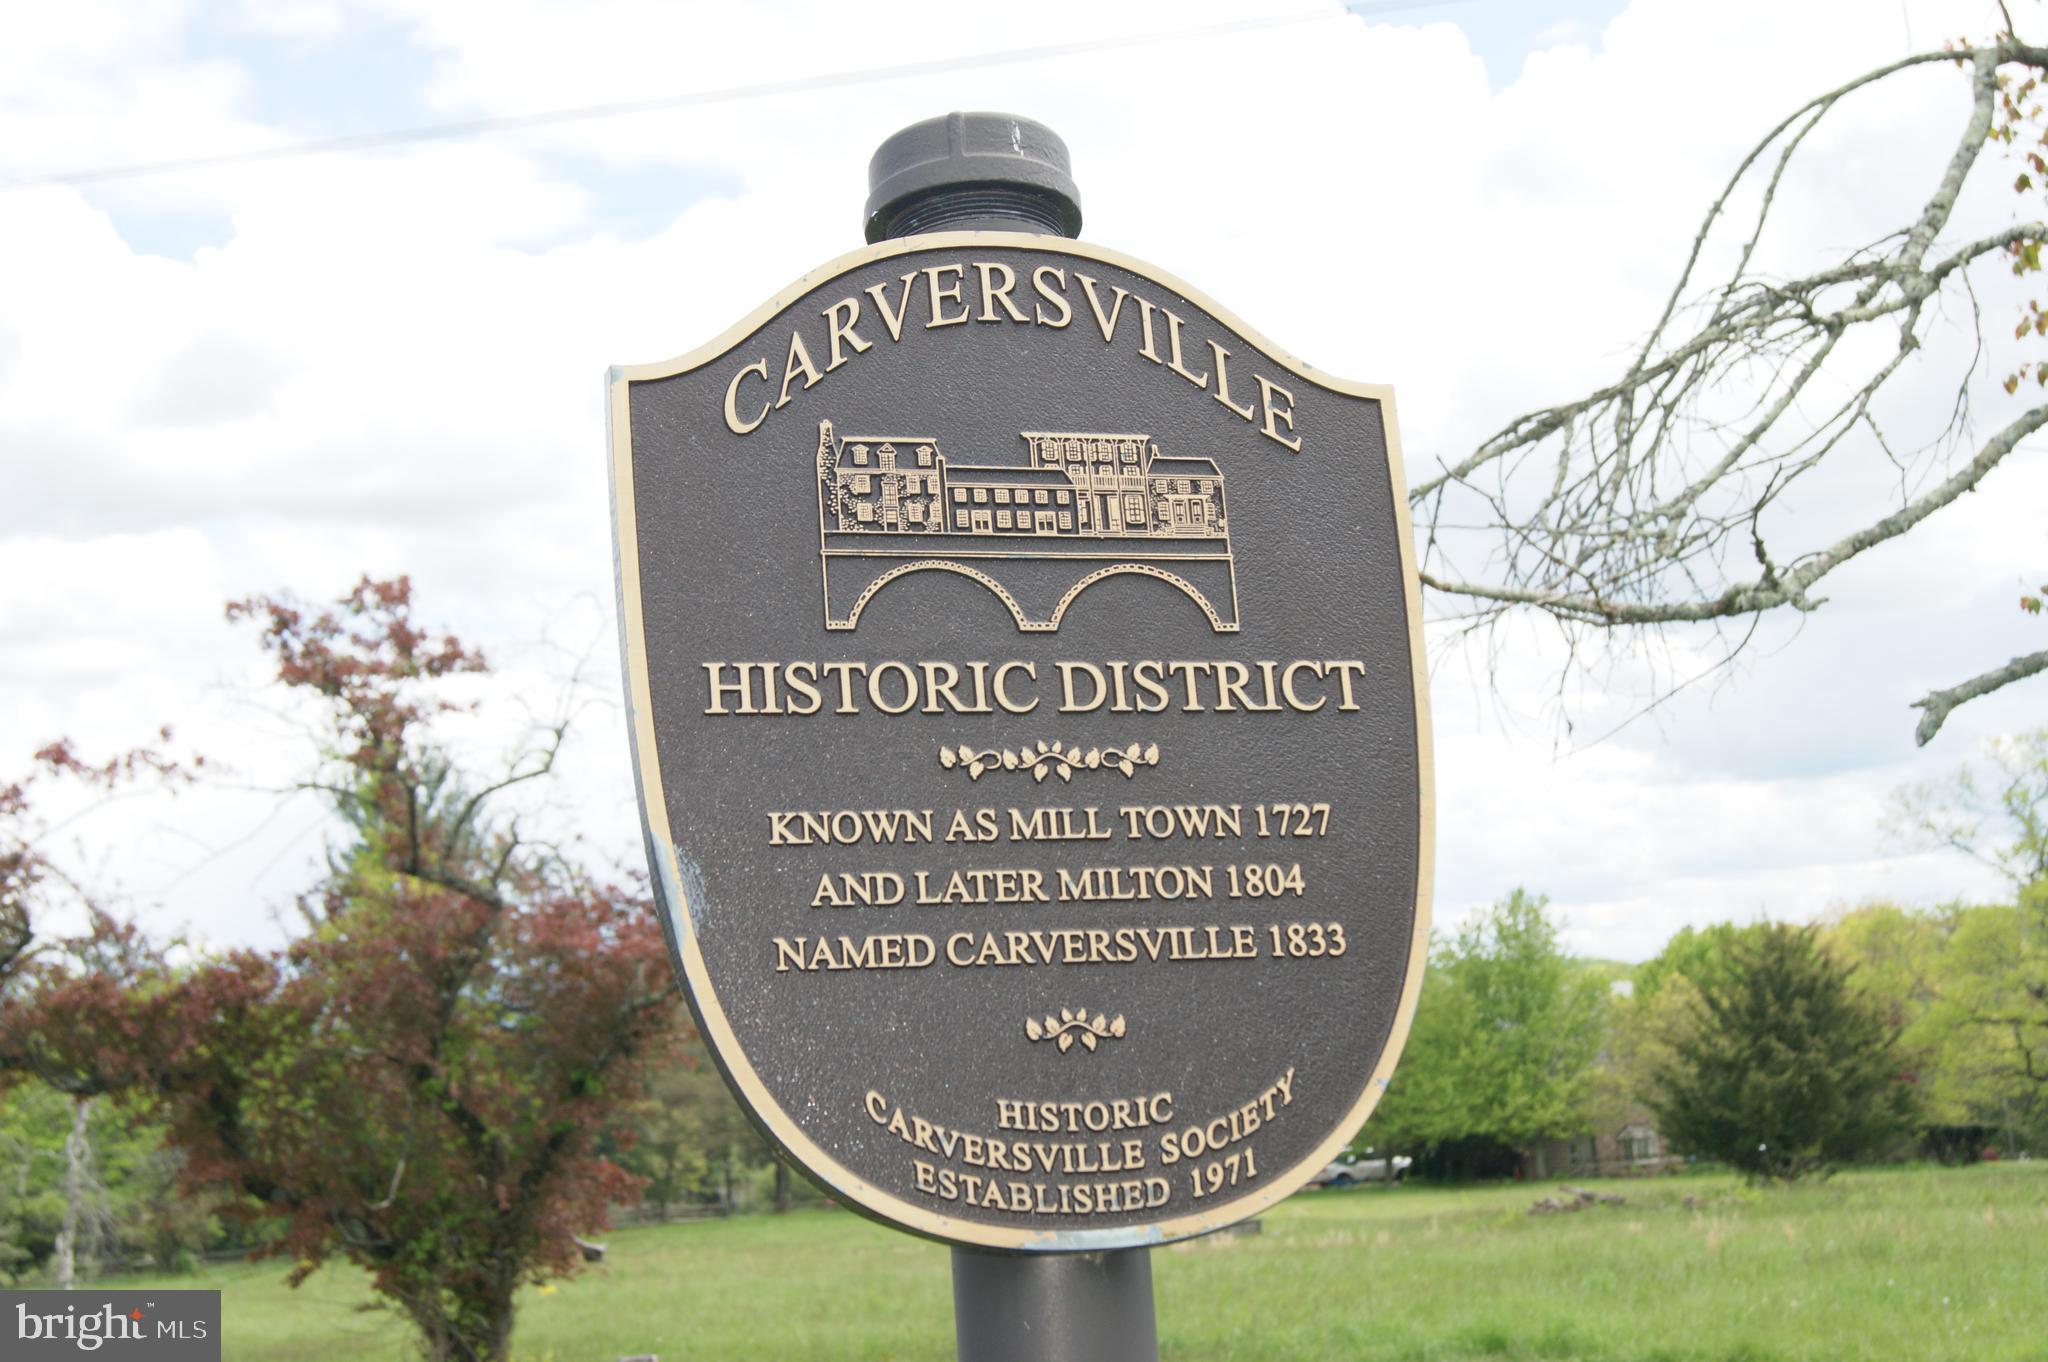 CARVERSVILLE
HISTORIC DISTRICT
KNOWN AS MILL TOWN 1727
AND LATER MILTON 1804
NAMED CARVERSVILLE 1833
HISTORIC
CARVERSVILLE SOCIETY
ESTABLISHED 1971
bright™ MLS